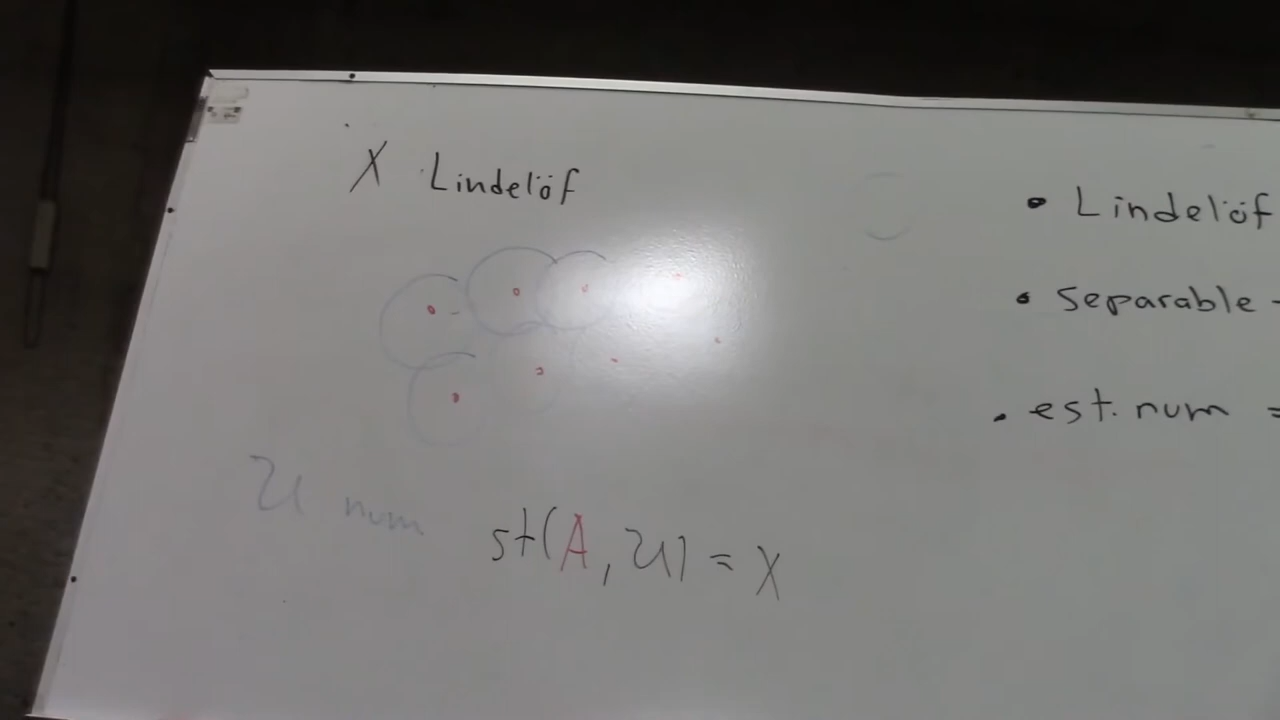 X Lindelöf
U num
st(A, U) = X
• Lindelöf
• Separable -
• est. num =